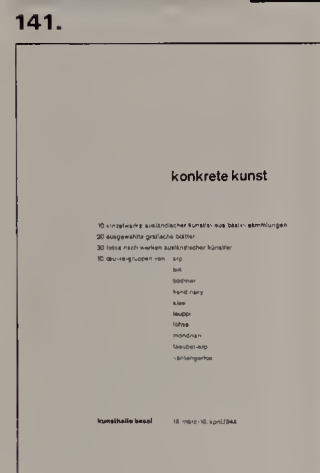 141.
konkrete kunst
10 einzelwerke ausländischer künstler aus basler sammlungen
20 ausgewählte grafische blätter
30 fotos nach werken ausländischer künstler
10 œuvre-gruppen von arp
bill
bodmer
kandinsky
klee
leuppi
lohse
mondrian
taeuber-arp
vantongerloo
kunsthalle basel 18. märz-16. april 1944